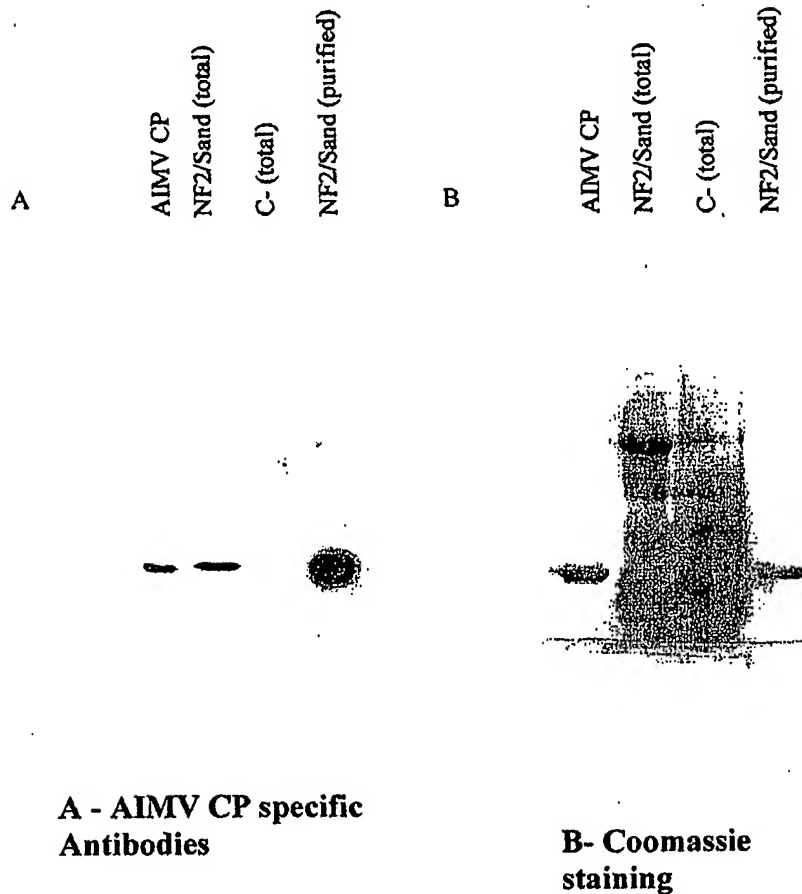 A
AIMV CP
NF2/Sand (total)
C- (total)
NF2/Sand (purified)
B
AIMV CP
NF2/Sand (total)
C- (total)
NF2/Sand (purified)
A - AIMV CP specific
Antibodies
B- Coomassie
staining